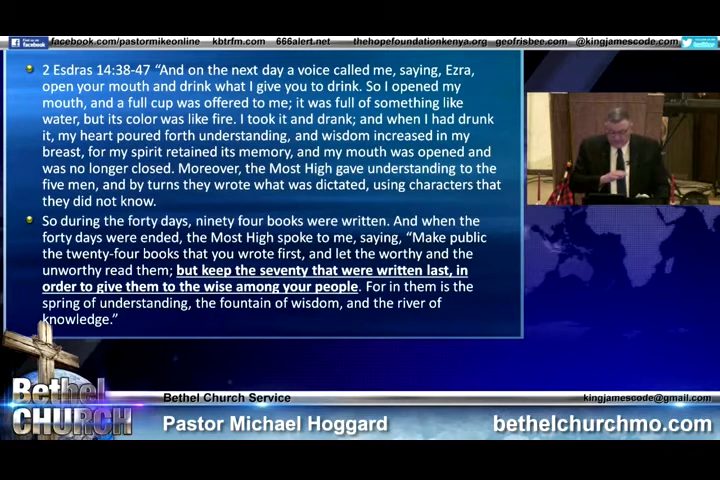 Find us on facebook
facebook.com/pastormikeonline kbtrfm.com 666alert.net thehopefoundationkenya.org geofrisbee.com @kingjamescode
2 Esdras 14:38-47 “And on the next day a voice called me, saying, Ezra,
open your mouth and drink what I give you to drink. So I opened my
mouth, and a full cup was offered to me; it was full of something like
water, but its color was like fire. I took it and drank; and when I had drunk
it, my heart poured forth understanding, and wisdom increased in my
breast, for my spirit retained its memory, and my mouth was opened and
was no longer closed. Moreover, the Most High gave understanding to the
five men, and by turns they wrote what was dictated, using characters that
they did not know.
So during the forty days, ninety four books were written. And when the
forty days were ended, the Most High spoke to me, saying, “Make public
the twenty-four books that you wrote first, and let the worthy and the
unworthy read them; but keep the seventy that were written last, in
order to give them to the wise among your people. For in them is the
spring of understanding, the fountain of wisdom, and the river of
knowledge.”
Bethel
CHURCH
Bethel Church Service kingjamescode@gmail.com
Pastor Michael Hoggard bethelchurchmo.com